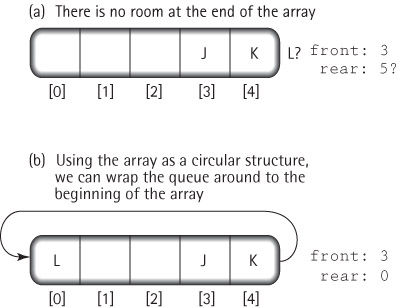 (a) There is no room at the end of the array
J K L? front: 3
rear: 5?
[0] [1] [2] [3] [4]
(b) Using the array as a circular structure,
we can wrap the queue around to the
beginning of the array
L J K front: 3
rear: 0
[0] [1] [2] [3] [4]